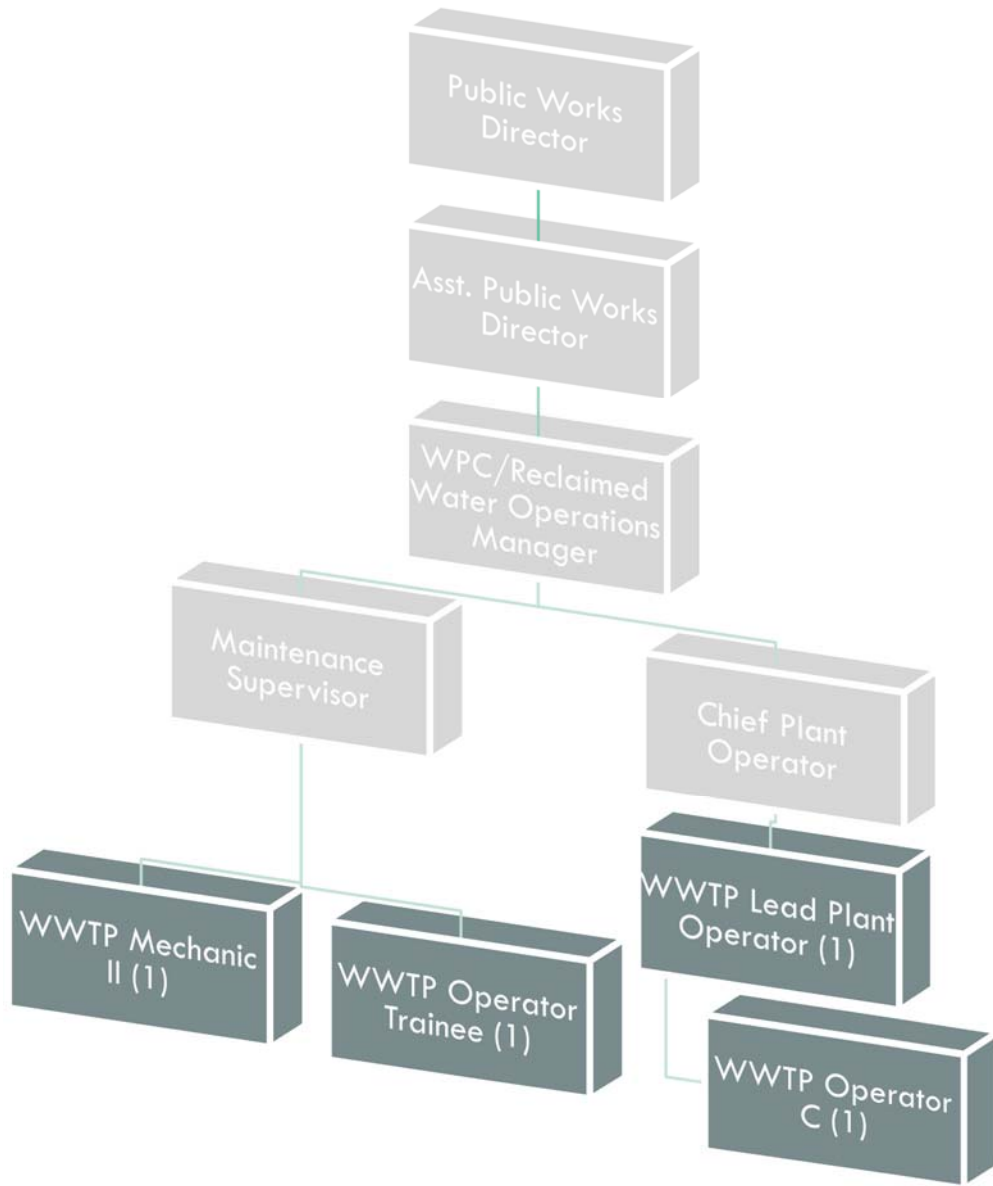 Public Works
Director
Asst. Public Works
Director
WPC/Reclaimed
Water Operations
Manager
Maintenance
Supervisor
Chief Plant
Operator
WWTP Mechanic
II (1)
WWTP Operator
Trainee (1)
WWTP Lead Plant
Operator (1)
WWTP Operator
C (1)